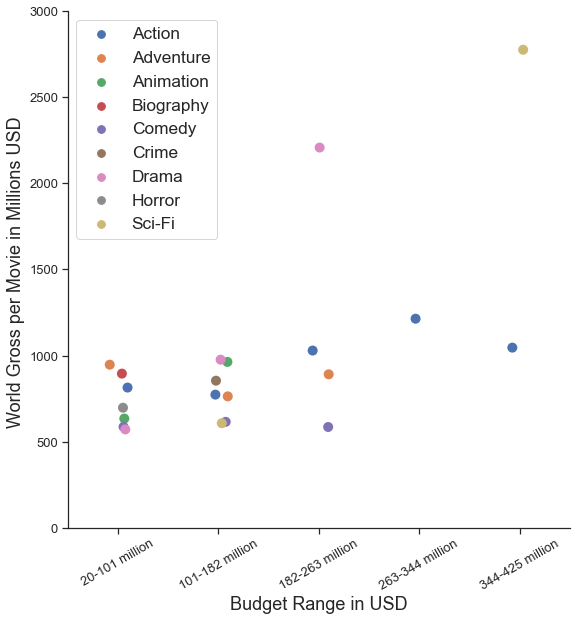 World Gross per Movie in Millions USD
3000
2500
2000
1500
1000
500
0
Action
Adventure
Animation
Biography
Comedy
Crime
Drama
Horror
Sci-Fi
20-101 million
101-182 million
182-263 million
263-344 million
344-425 million
Budget Range in USD